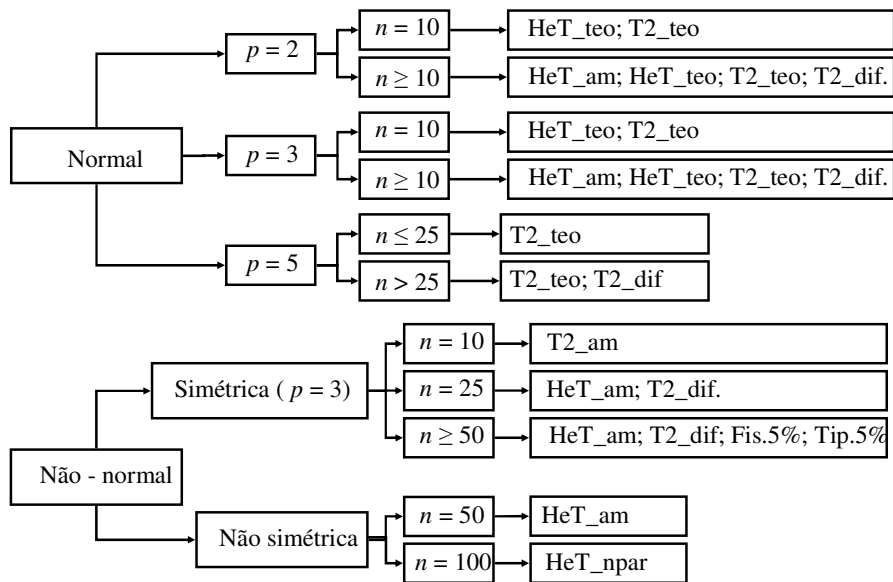 p = 2
n = 10
HeT_teo; T2_teo
n ≥ 10
HeT_am; HeT_teo; T2_teo; T2_dif.
Normal
p = 3
n = 10
HeT_teo; T2_teo
n ≥ 10
HeT_am; HeT_teo; T2_teo; T2_dif.
p = 5
n ≤ 25
T2_teo
n > 25
T2_teo; T2_dif
Simétrica ( p = 3)
n = 10
T2_am
n = 25
HeT_am; T2_dif.
n ≥ 50
HeT_am; T2_dif; Fis.5%; Tip.5%
Não - normal
Não simétrica
n = 50
HeT_am
n = 100
HeT_npar